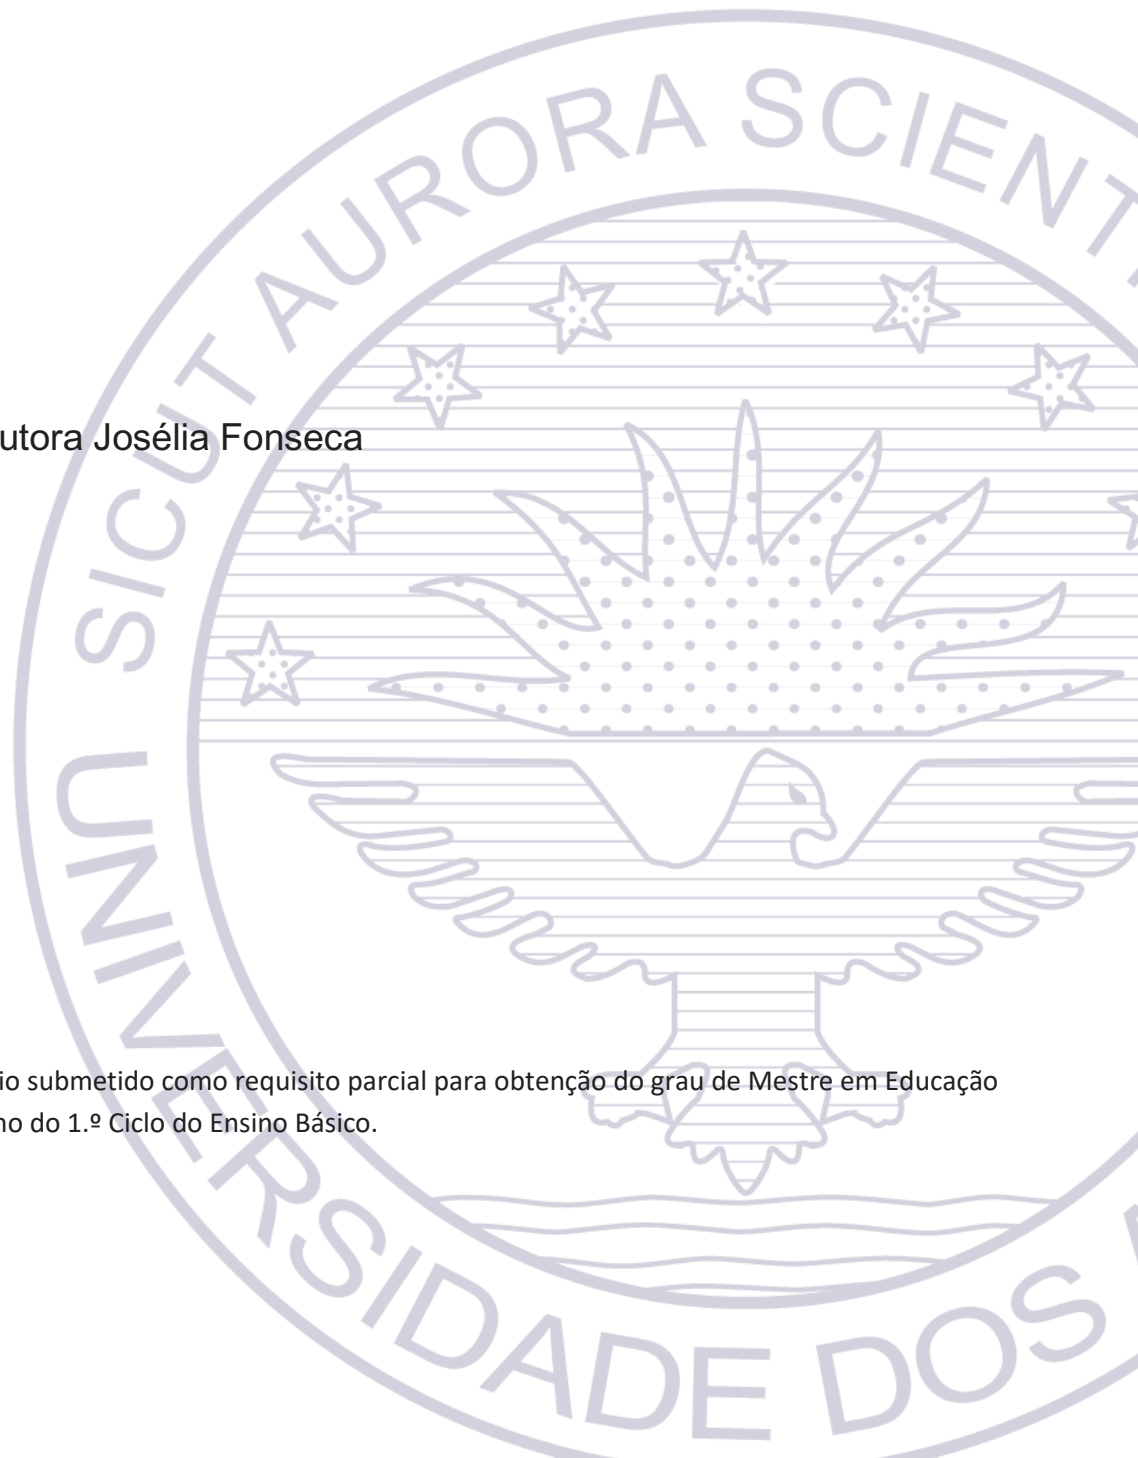 SICUT AURORA SCIENT
utora Josélia Fonseca
io submetido como requisito parcial para obtenção do grau de Mestre em Educação
no do 1.º Ciclo do Ensino Básico.
UNIVERSIDADE DOS A